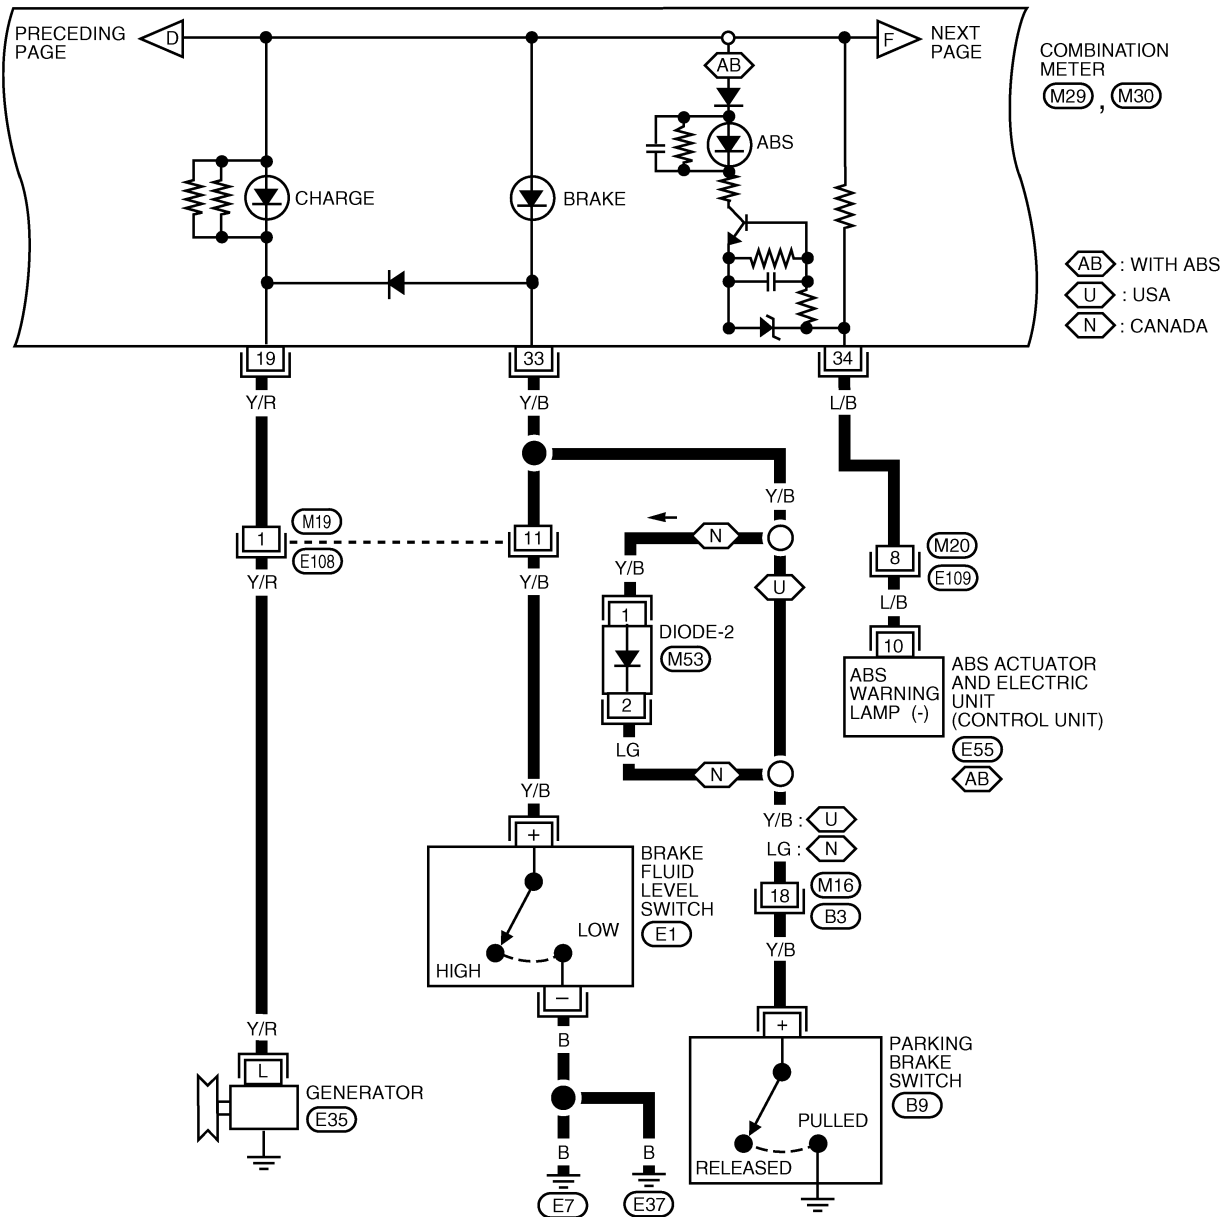 PRECEDING
PAGE
D
F
NEXT
PAGE
COMBINATION
METER
M29 , M30
AB
ABS
CHARGE
BRAKE
AB : WITH ABS
U : USA
N : CANADA
19
33
34
Y/R
Y/B
L/B
Y/B
1
M19
E108
11
N
U
8
M20
E109
Y/R
Y/B
Y/B
L/B
1
DIODE-2
M53
2
LG
N
10
ABS
WARNING
LAMP (-)
ABS ACTUATOR
AND ELECTRIC
UNIT
(CONTROL UNIT)
E55
AB
Y/B
Y/B : U
LG : N
+
BRAKE
FLUID
LEVEL
SWITCH
E1
HIGH
LOW
–
18
M16
B3
Y/B
Y/R
L
GENERATOR
E35
B
B
B
E7
E37
+
PARKING
BRAKE
SWITCH
B9
PULLED
RELEASED